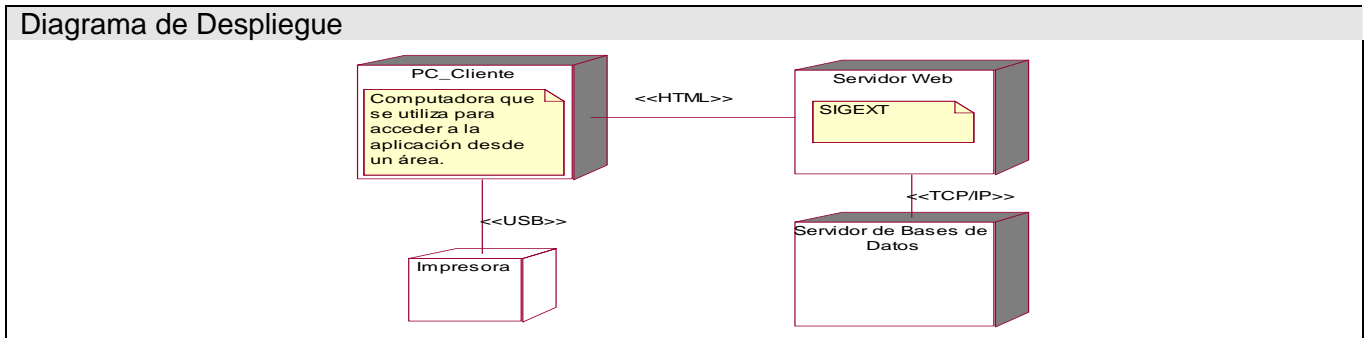 Diagrama de Despliegue
PC_Cliente
Computadora que
se utiliza para
acceder a la
aplicación desde
un área.
<<HTML>>
Servidor Web
SIGEXT
<<USB>>
<<TCP/IP>>
Impresora
Servidor de Bases de
Datos